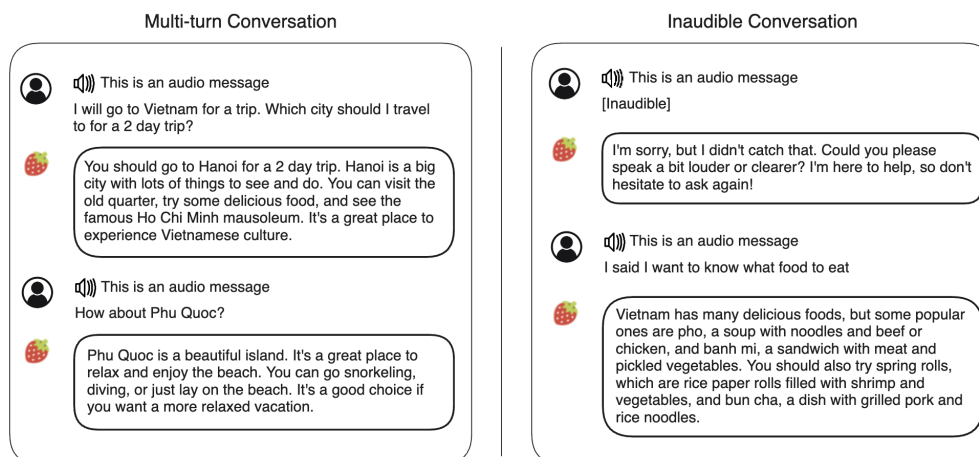 Multi-turn Conversation
This is an audio message
I will go to Vietnam for a trip. Which city should I travel
to for a 2 day trip?
You should go to Hanoi for a 2 day trip. Hanoi is a big
city with lots of things to see and do. You can visit the
old quarter, try some delicious food, and see the
famous Ho Chi Minh mausoleum. It's a great place to
experience Vietnamese culture.
This is an audio message
How about Phu Quoc?
Phu Quoc is a beautiful island. It's a great place to
relax and enjoy the beach. You can go snorkeling,
diving, or just lay on the beach. It's a good choice if
you want a more relaxed vacation.
Inaudible Conversation
This is an audio message
[Inaudible]
I'm sorry, but I didn't catch that. Could you please
speak a bit louder or clearer? I'm here to help, so don't
hesitate to ask again!
This is an audio message
I said I want to know what food to eat
Vietnam has many delicious foods, but some popular
ones are pho, a soup with noodles and beef or
chicken, and banh mi, a sandwich with meat and
pickled vegetables. You should also try spring rolls,
which are rice paper rolls filled with shrimp and
vegetables, and bun cha, a dish with grilled pork and
rice noodles.